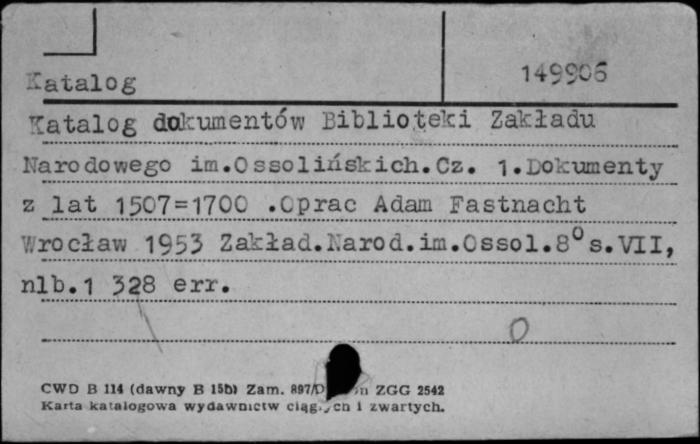 Katalog 149906
Katalog dokumentów Biblioteki Zakładu
Narodowego im.Ossolińskich.Cz. 1.Dokumenty
z lat 1507=1700 .Oprac Adam Fastnacht
Wrocław 1953 Zakład.Narod.im.Ossol.8° s.VII,
nlb.1 328 err.
0
CWD B 114 (dawny B 15b) Zam. 897/D ZGG 2542
Karta katalogowa wydawnictw ciągłych i zwartych.